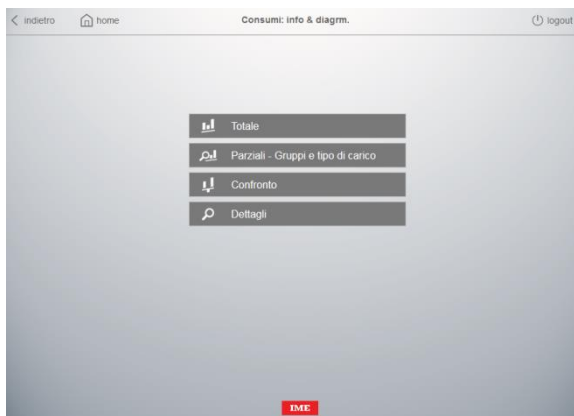 indietro
home
Consumi: info & diagrm.
logout
Totale
Parziali - Gruppi e tipo di carico
Confronto
Dettagli
IME